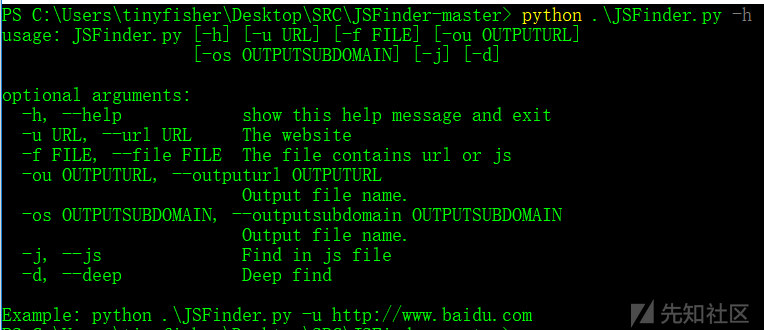 PS C:\Users\tinyfisher\Desktop\SRC\JSFinder-master> python .\JSFinder.py -h
usage: JSFinder.py [-h] [-u URL] [-f FILE] [-ou OUTPUTURL]
[-os OUTPUTSUBDOMAIN] [-j] [-d]
optional arguments:
-h, --help show this help message and exit
-u URL, --url URL The website
-f FILE, --file FILE The file contains url or js
-ou OUTPUTURL, --outputurl OUTPUTURL
Output file name.
-os OUTPUTSUBDOMAIN, --outputsubdomain OUTPUTSUBDOMAIN
Output file name.
-j, --js Find in js file
-d, --deep Deep find
Example: python .\JSFinder.py -u http://www.baidu.com
先知社区